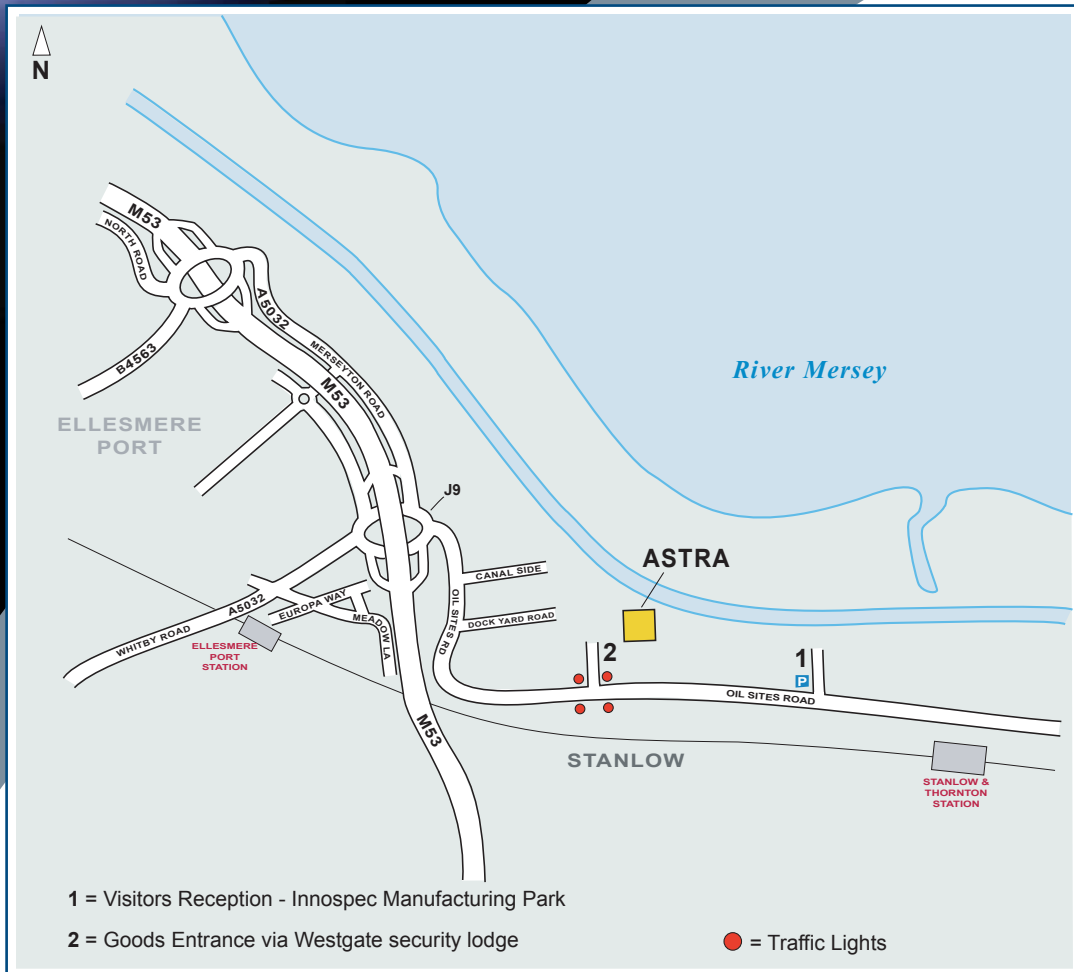 N
M53
NORTH ROAD
A5032
B4563
MERSEYTON ROAD
M53
River Mersey
ELLESMERE
PORT
J9
ASTRA
CANAL SIDE
OIL SITES RD
DOCK YARD ROAD
A5032
EUROPA WAY
MEADOW LA
WHITBY ROAD
ELLESMERE
PORT
STATION
2
1
P
OIL SITES ROAD
M53
STANLOW
STANLOW &
THORNTON
STATION
1 = Visitors Reception - Innospec Manufacturing Park
2 = Goods Entrance via Westgate security lodge
= Traffic Lights